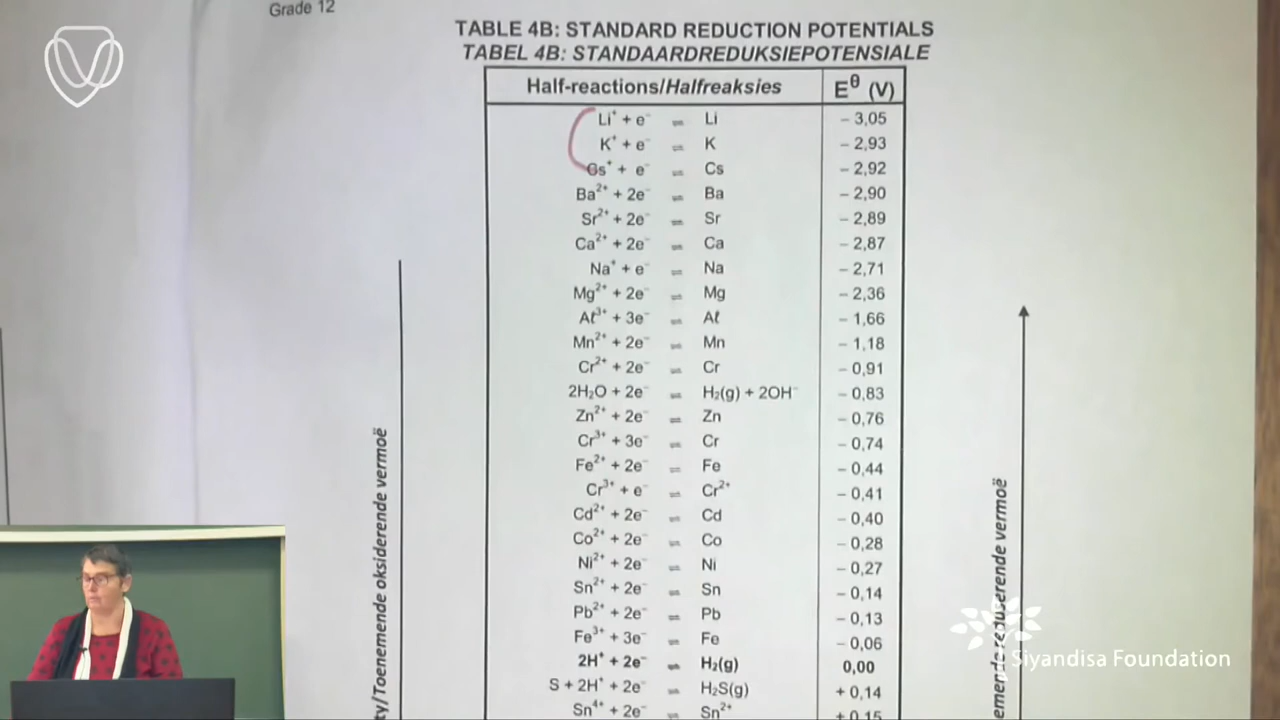 Grade 12
TABLE 4B: STANDARD REDUCTION POTENTIALS
TABEL 4B: STANDAARDREDUKSIEPOTENSIALE
Half-reactions/Halfreaksies E^θ (V)
Li⁺ + e⁻ ⇌ Li − 3,05
K⁺ + e⁻ ⇌ K − 2,93
Cs⁺ + e⁻ ⇌ Cs − 2,92
Ba²⁺ + 2e⁻ ⇌ Ba − 2,90
Sr²⁺ + 2e⁻ ⇌ Sr − 2,89
Ca²⁺ + 2e⁻ ⇌ Ca − 2,87
Na⁺ + e⁻ ⇌ Na − 2,71
Mg²⁺ + 2e⁻ ⇌ Mg − 2,36
Aℓ³⁺ + 3e⁻ ⇌ Aℓ − 1,66
Mn²⁺ + 2e⁻ ⇌ Mn − 1,18
Cr²⁺ + 2e⁻ ⇌ Cr − 0,91
2H₂O + 2e⁻ ⇌ H₂(g) + 2OH⁻ − 0,83
Zn²⁺ + 2e⁻ ⇌ Zn − 0,76
Cr³⁺ + 3e⁻ ⇌ Cr − 0,74
Fe²⁺ + 2e⁻ ⇌ Fe − 0,44
Cr³⁺ + e⁻ ⇌ Cr²⁺ − 0,41
Cd²⁺ + 2e⁻ ⇌ Cd − 0,40
Co²⁺ + 2e⁻ ⇌ Co − 0,28
Ni²⁺ + 2e⁻ ⇌ Ni − 0,27
Sn²⁺ + 2e⁻ ⇌ Sn − 0,14
Pb²⁺ + 2e⁻ ⇌ Pb − 0,13
Fe³⁺ + 3e⁻ ⇌ Fe − 0,06
2H⁺ + 2e⁻ ⇌ H₂(g) 0,00
S + 2H⁺ + 2e⁻ ⇌ H₂S(g) + 0,14
Sn⁴⁺ + 2e⁻ ⇌ Sn²⁺ + 0,15
ty/Toenemende oksiderende vermoë
emende reduserende vermoë
Siyandisa Foundation